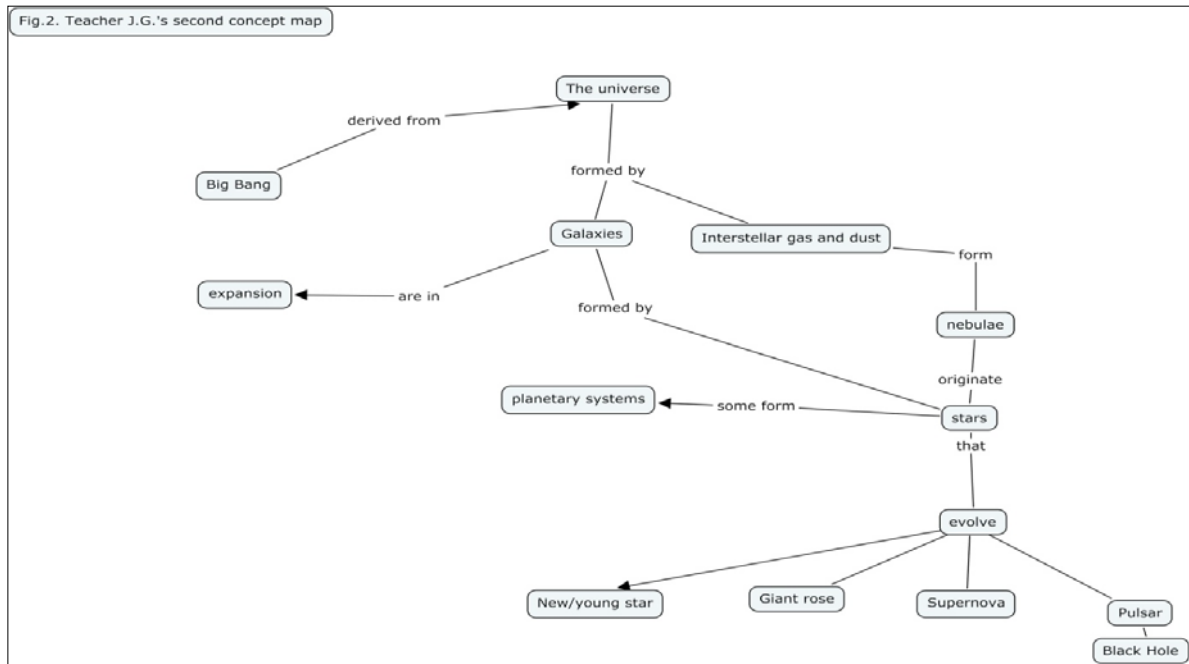 Fig.2. Teacher J.G.'s second concept map
The universe
derived from
Big Bang
formed by
Galaxies
Interstellar gas and dust
form
expansion
are in
formed by
nebulae
originate
planetary systems
some form
stars
that
evolve
New/young star
Giant rose
Supernova
Pulsar
Black Hole